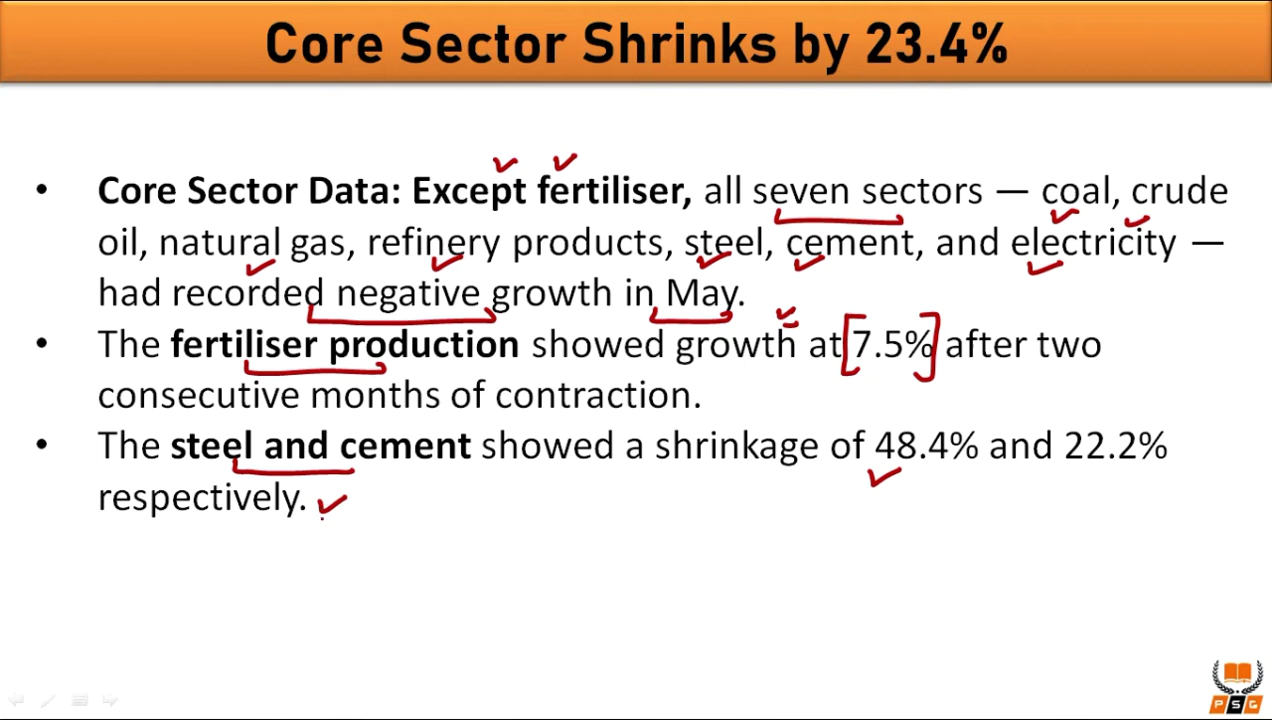 Core Sector Shrinks by 23.4%
• Core Sector Data: Except fertiliser, all seven sectors — coal, crude
oil, natural gas, refinery products, steel, cement, and electricity —
had recorded negative growth in May.
• The fertiliser production showed growth at 7.5% after two
consecutive months of contraction.
• The steel and cement showed a shrinkage of 48.4% and 22.2%
respectively.
PSG